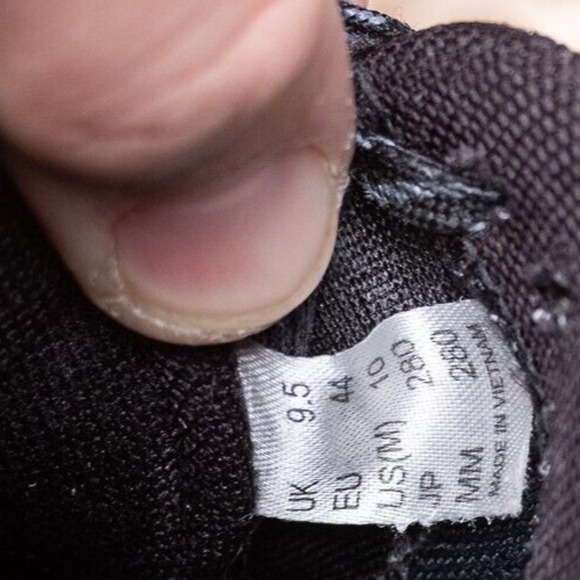 UK 9.5
EU 44
US(M) 10
JP 280
MM 280
MADE IN VIETNAM